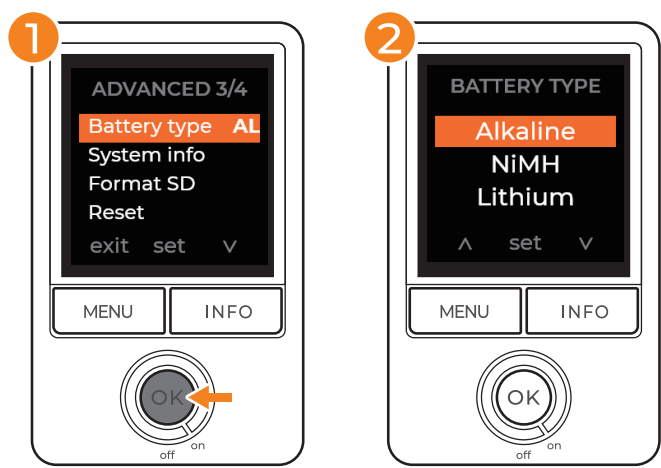 1
ADVANCED 3/4
Battery type AL
System info
Format SD
Reset
exit set v
MENU INFO
OK
on
off
2
BATTERY TYPE
Alkaline
NiMH
Lithium
ʌ set v
MENU INFO
OK
on
off